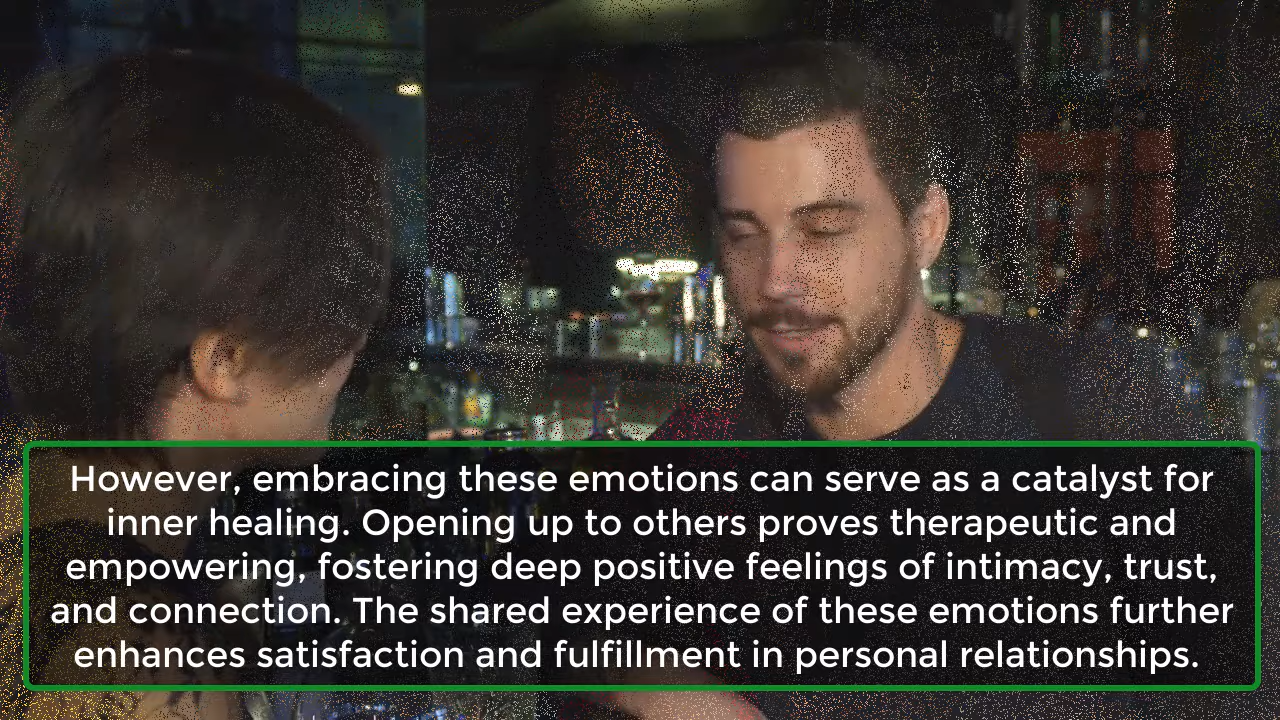 However, embracing these emotions can serve as a catalyst for
inner healing. Opening up to others proves therapeutic and
empowering, fostering deep positive feelings of intimacy, trust,
and connection. The shared experience of these emotions further
enhances satisfaction and fulfillment in personal relationships.